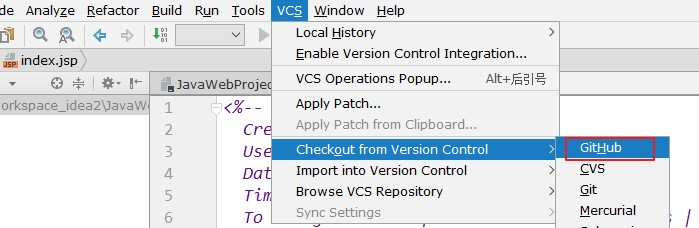 de Analyze Refactor Build Run Tools VCS Window Help
index.jsp
JavaWebProjec
orkspace_idea2\JavaWe
Local History
Enable Version Control Integration...
VCS Operations Popup... Alt+后引号
Apply Patch...
Apply Patch from Clipboard...
Checkout from Version Control
Import into Version Control
Browse VCS Repository
Sync Settings
GitHub
CVS
Git
Mercurial
1 <%--
2 Cre
3 Use
4 Dat
5 Tim
6 To
s |